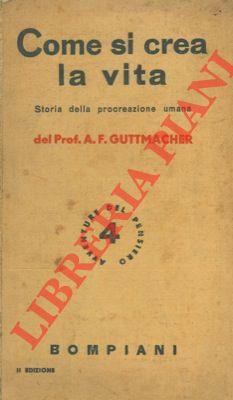 Come si crea
la vita
Storia della procreazione umana
del Prof. A. F. GUTTMACHER
AVVENTURE DEL PENSIERO
4
BOMPIANI
II EDIZIONE
LIBRERIA PIANI